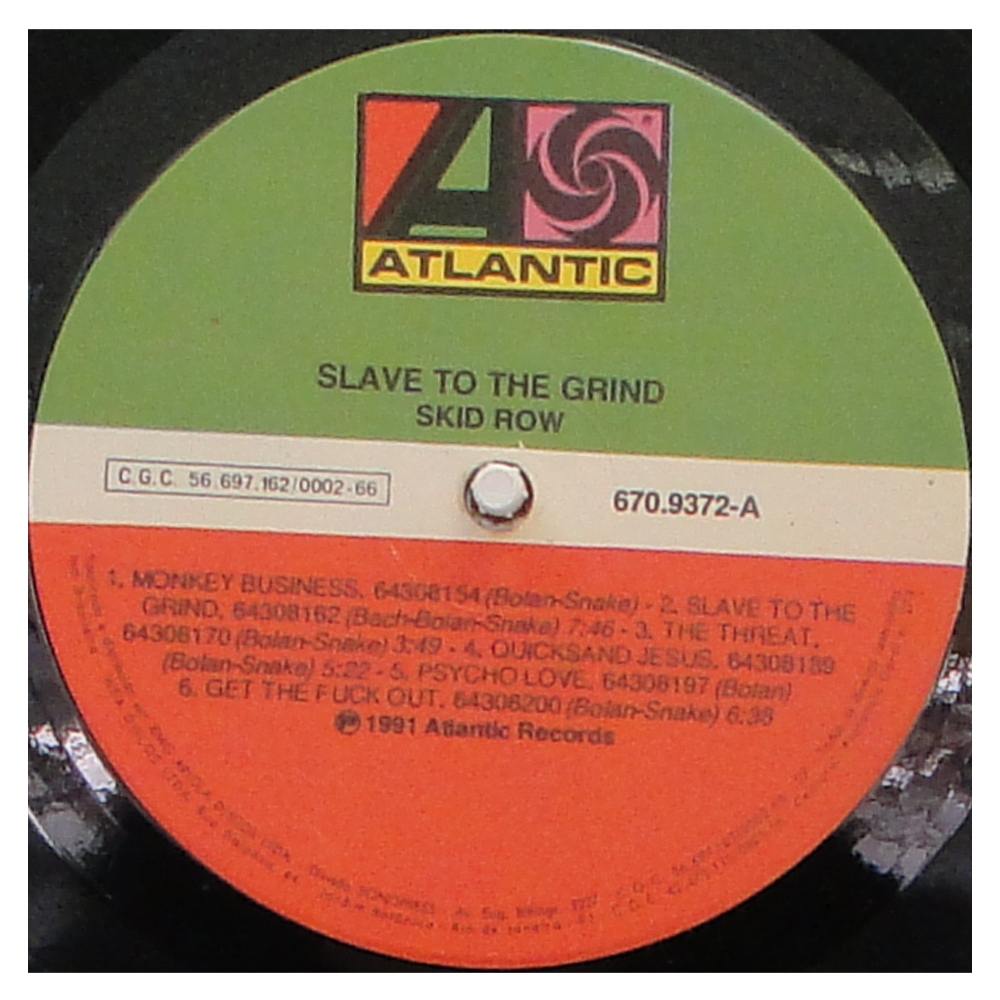 ATLANTIC
SLAVE TO THE GRIND
SKID ROW
C.G.C. 56.697.162/0002-66
670.9372-A
1. MONKEY BUSINESS. 64308154 (Bolan-Snake) - 2. SLAVE TO THE
GRIND. 64308162 (Bach-Bolan-Snake) 7:46 - 3. THE THREAT.
64308170 (Bolan-Snake) 3:49 - 4. QUICKSAND JESUS. 64308189
(Bolan-Snake) 5:22 - 5. PSYCHO LOVE. 64308197 (Bolan)
6. GET THE FUCK OUT. 64308200 (Bolan-Snake) 6:38
℗ 1991 Atlantic Records